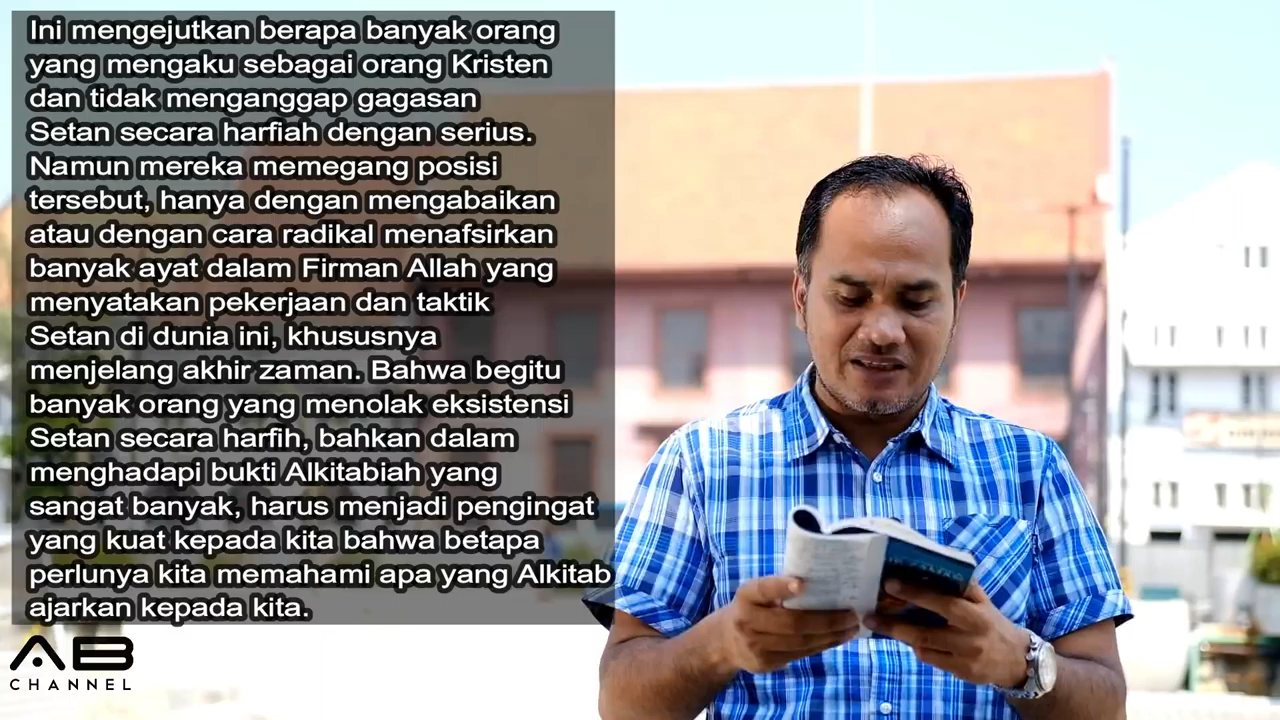 Ini mengejutkan berapa banyak orang
yang mengaku sebagai orang Kristen
dan tidak menganggap gagasan
Setan secara harfiah dengan serius.
Namun mereka memegang posisi
tersebut, hanya dengan mengabaikan
atau dengan cara radikal menafsirkan
banyak ayat dalam Firman Allah yang
menyatakan pekerjaan dan taktik
Setan di dunia ini, khususnya
menjelang akhir zaman. Bahwa begitu
banyak orang yang menolak eksistensi
Setan secara harfih, bahkan dalam
menghadapi bukti Alkitabiah yang
sangat banyak, harus menjadi pengingat
yang kuat kepada kita bahwa betapa
perlunya kita memahami apa yang Alkitab
ajarkan kepada kita.
AB
CHANNEL